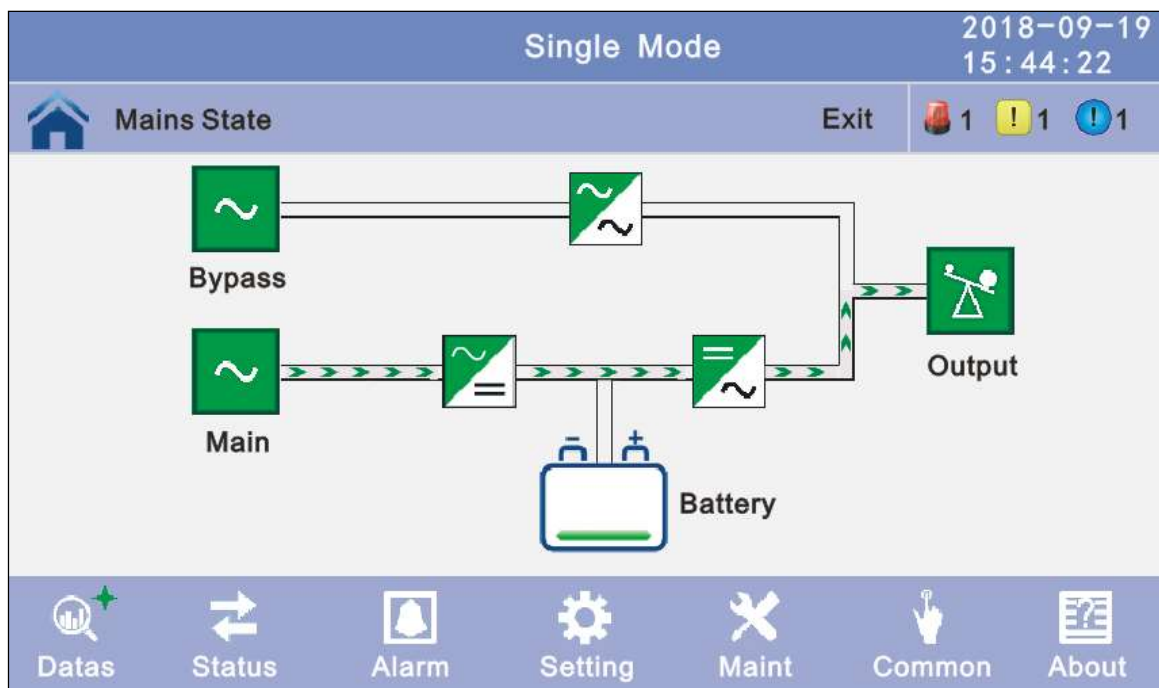 Single Mode
2018-09-19
15:44:22
Mains State
Exit
1
!
1
!
1
Bypass
Output
Main
Battery
Datas
Status
Alarm
Setting
Maint
Common
About